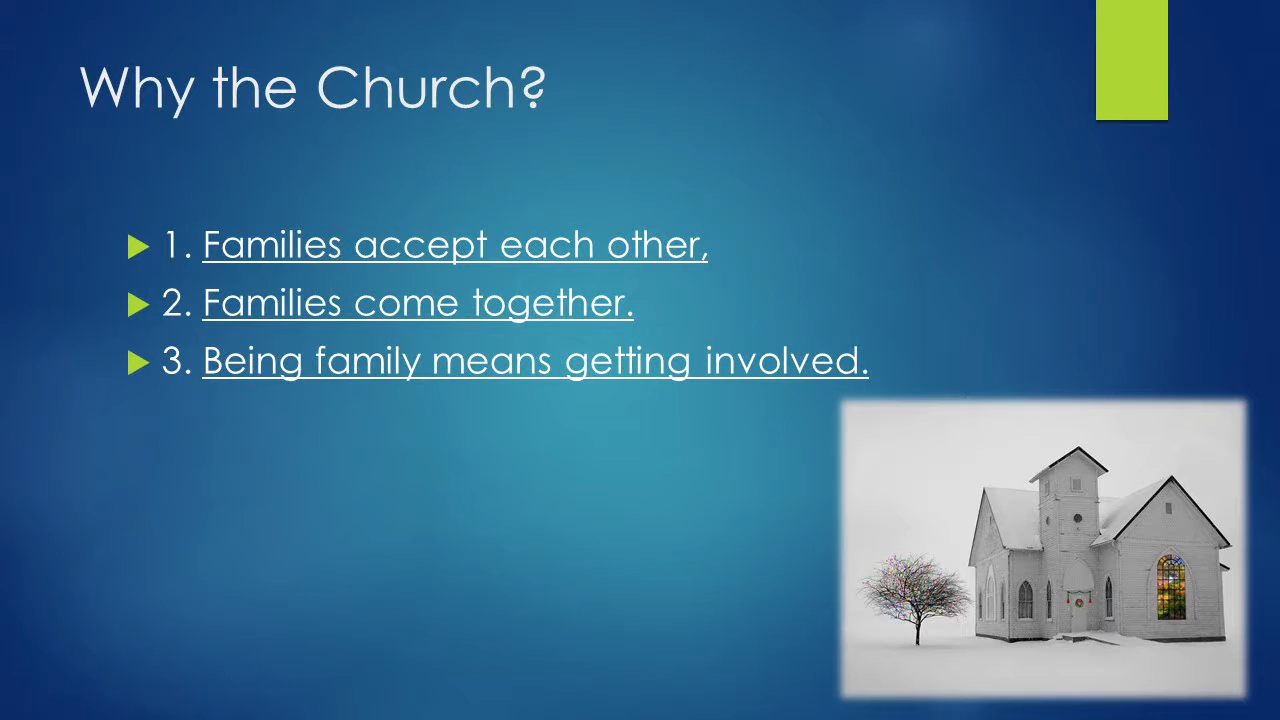 Why the Church?
1. Families accept each other,
2. Families come together.
3. Being family means getting involved.